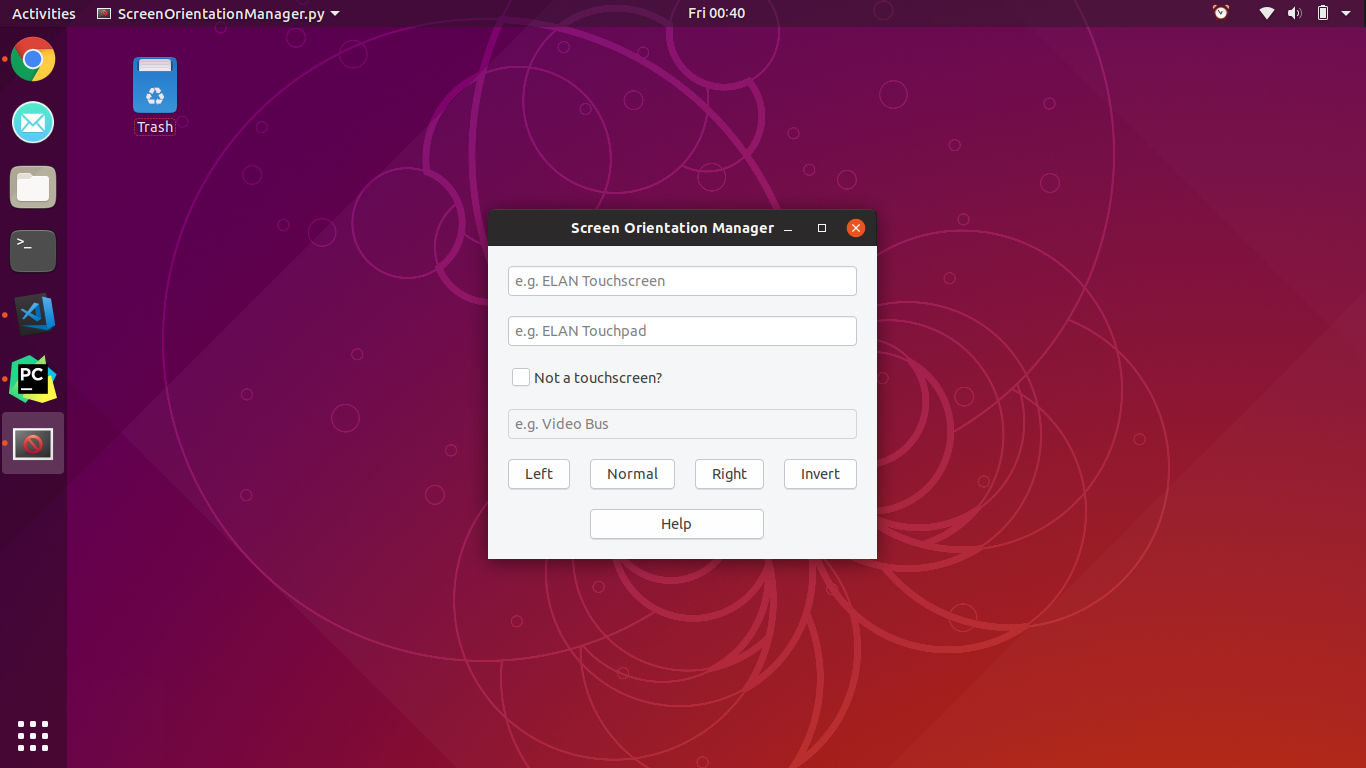 Activities ScreenOrientationManager.py Fri 00:40
Trash
>_
PC
Screen Orientation Manager
e.g. ELAN Touchscreen
e.g. ELAN Touchpad
Not a touchscreen?
e.g. Video Bus
Left Normal Right Invert
Help